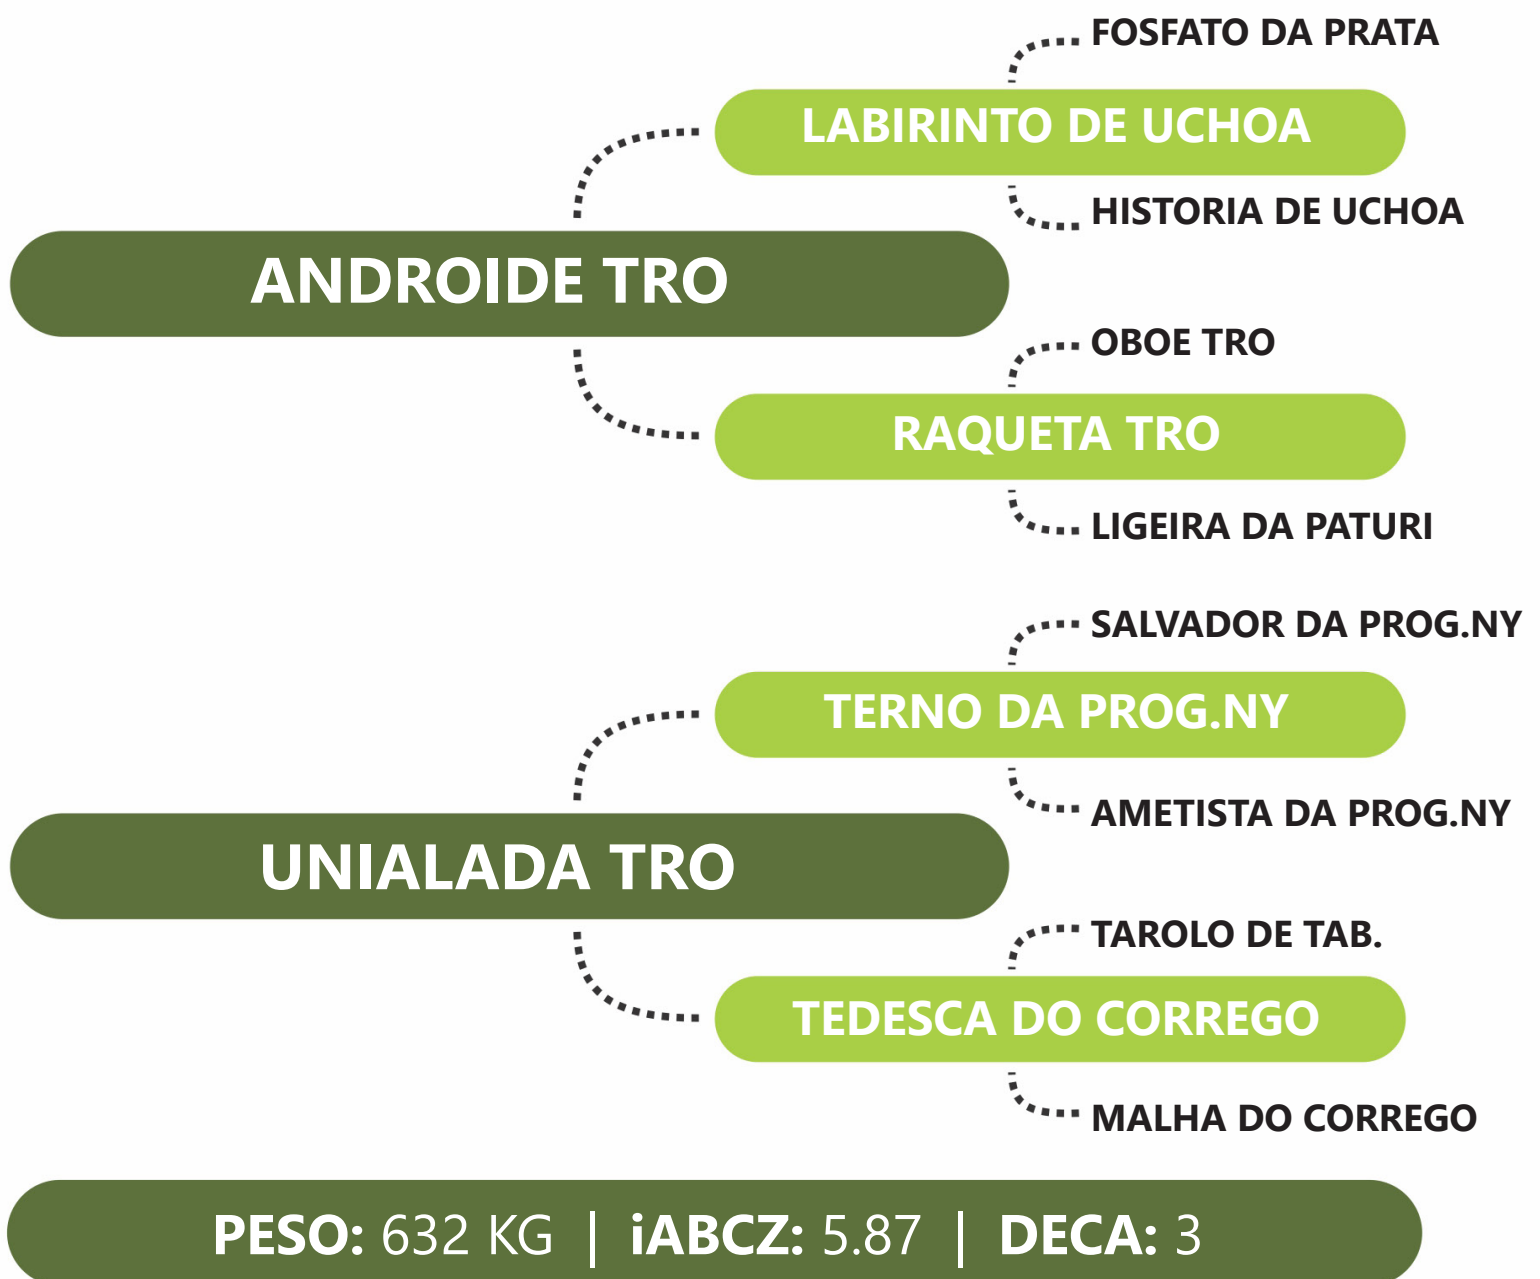 FOSFATO DA PRATA
LABIRINTO DE UCHOA
HISTORIA DE UCHOA
ANDROIDE TRO
OBOE TRO
RAQUETA TRO
LIGEIRA DA PATURI
SALVADOR DA PROG.NY
TERNO DA PROG.NY
AMETISTA DA PROG.NY
UNIALADA TRO
TAROLO DE TAB.
TEDESCA DO CORREGO
MALHA DO CORREGO
PESO: 632 KG | iABCZ: 5.87 | DECA: 3